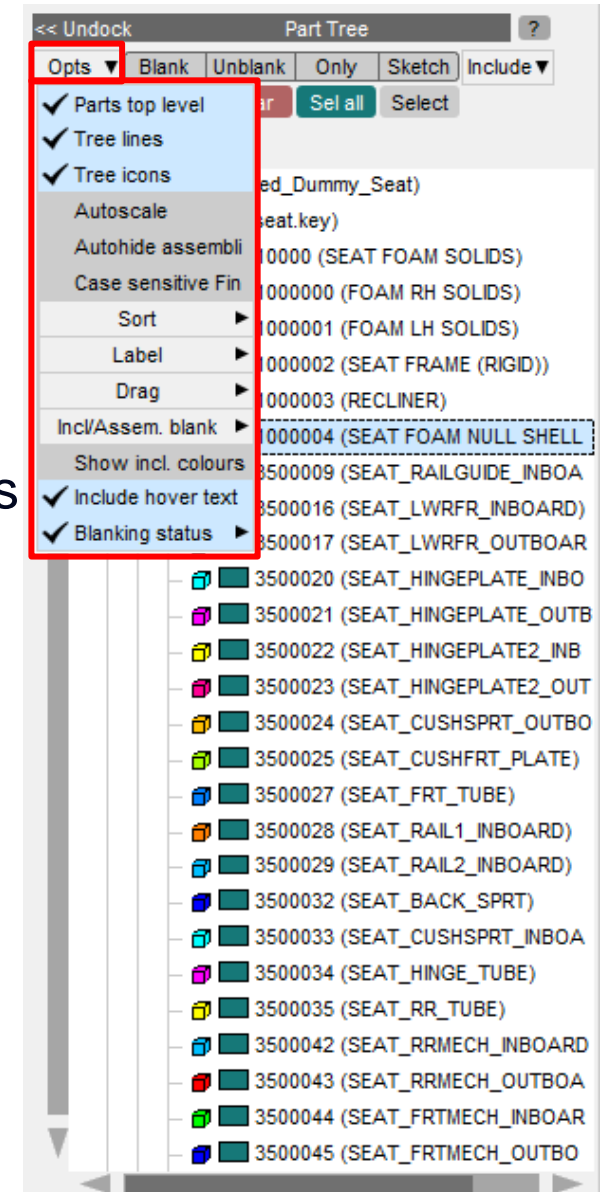 << Undock Part Tree ?
Opts ▼ Blank Unblank Only Sketch Include▼
Parts top level ar Sel all Select
Tree lines
Tree icons ed_Dummy_Seat)
Autoscale seat.key)
Autohide assembli 10000 (SEAT FOAM SOLIDS)
Case sensitive Fin 1000000 (FOAM RH SOLIDS)
Sort 1000001 (FOAM LH SOLIDS)
Label 1000002 (SEAT FRAME (RIGID))
Drag 1000003 (RECLINER)
Incl/Assem. blank 1000004 (SEAT FOAM NULL SHELL
Show incl. colours 3500009 (SEAT_RAILGUIDE_INBOA
s Include hover text 3500016 (SEAT_LWRFR_INBOARD)
Blanking status 3500017 (SEAT_LWRFR_OUTBOAR
3500020 (SEAT_HINGEPLATE_INBO
3500021 (SEAT_HINGEPLATE_OUTB
3500022 (SEAT_HINGEPLATE2_INB
3500023 (SEAT_HINGEPLATE2_OUT
3500024 (SEAT_CUSHSPRT_OUTBO
3500025 (SEAT_CUSHFRT_PLATE)
3500027 (SEAT_FRT_TUBE)
3500028 (SEAT_RAIL1_INBOARD)
3500029 (SEAT_RAIL2_INBOARD)
3500032 (SEAT_BACK_SPRT)
3500033 (SEAT_CUSHSPRT_INBOA
3500034 (SEAT_HINGE_TUBE)
3500035 (SEAT_RR_TUBE)
3500042 (SEAT_RRMECH_INBOARD
3500043 (SEAT_RRMECH_OUTBOA
3500044 (SEAT_FRTMECH_INBOAR
3500045 (SEAT_FRTMECH_OUTBO